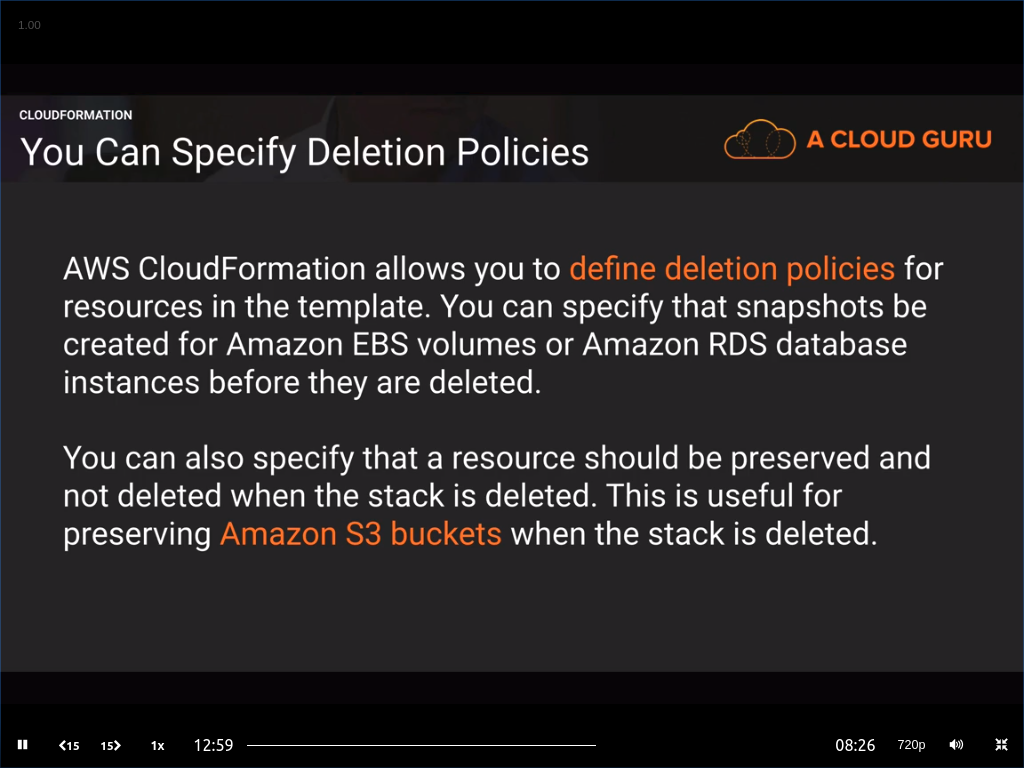 1.00
CLOUDFORMATION
You Can Specify Deletion Policies
A CLOUD GURU
AWS CloudFormation allows you to define deletion policies for
resources in the template. You can specify that snapshots be
created for Amazon EBS volumes or Amazon RDS database
instances before they are deleted.
You can also specify that a resource should be preserved and
not deleted when the stack is deleted. This is useful for
preserving Amazon S3 buckets when the stack is deleted.
15 15 1x 12:59 08:26 720p